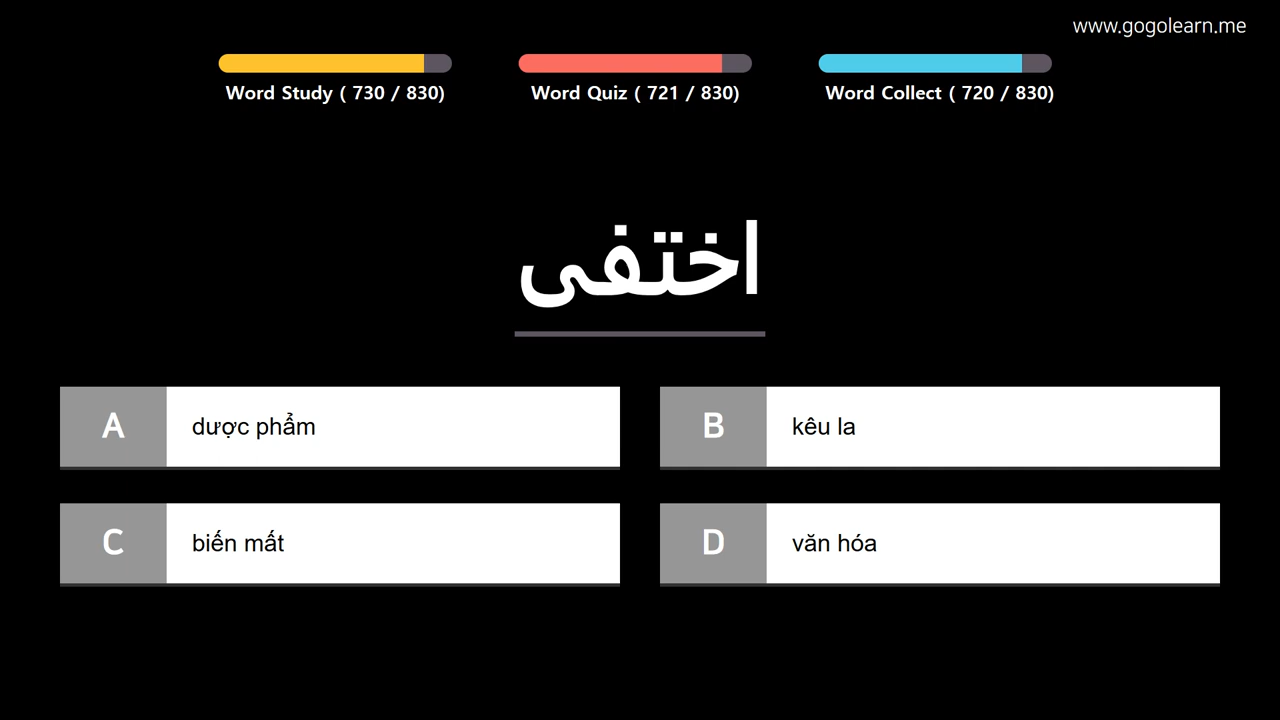 www.gogolearn.me
Word Study ( 730 / 830)
Word Quiz ( 721 / 830)
Word Collect ( 720 / 830)
اختفى
A dược phẩm
B kêu la
C biến mất
D văn hóa